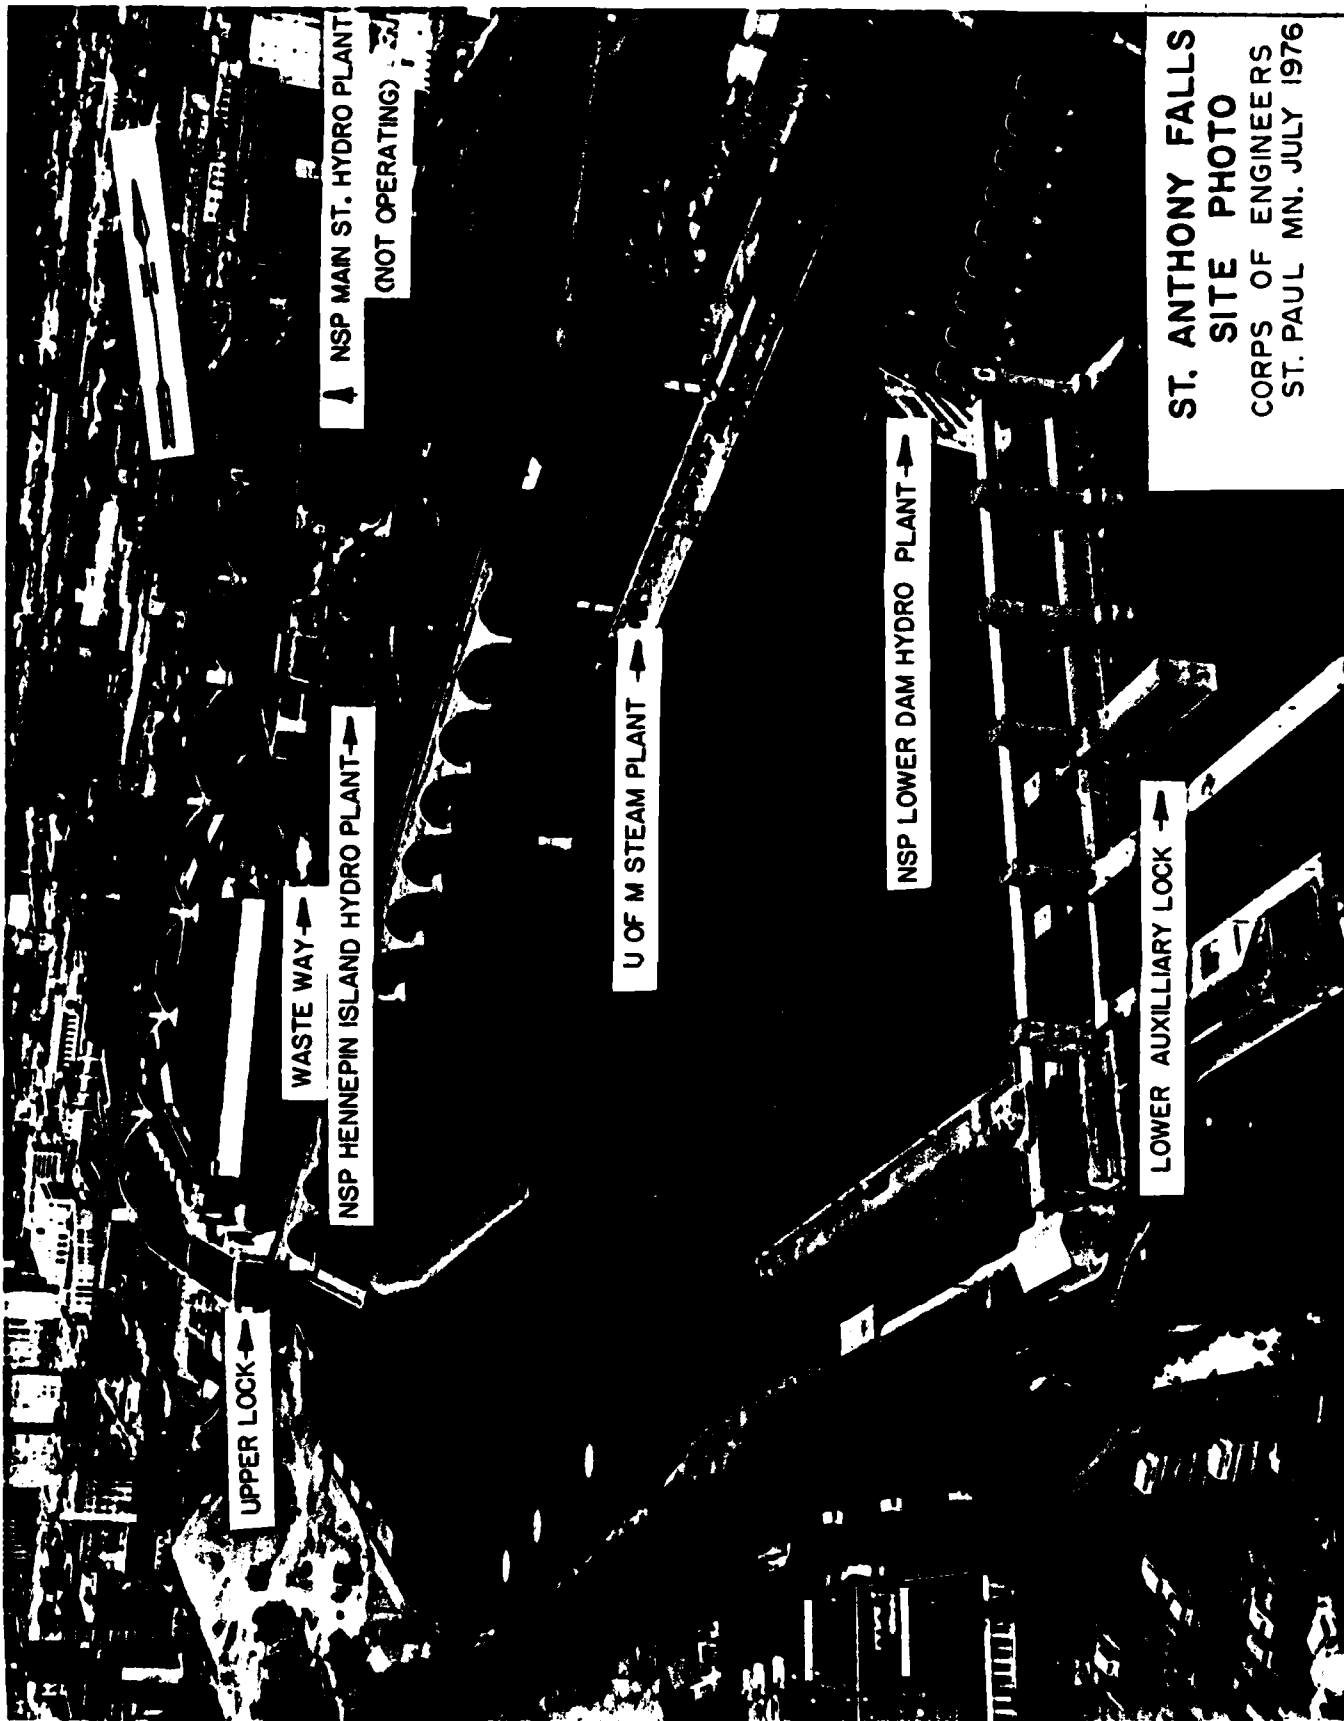 UPPER LOCK
WASTE WAY
NSP HENNEPIN ISLAND HYDRO PLANT
NSP MAIN ST. HYDRO PLANT
(NOT OPERATING)
N
U OF M STEAM PLANT
NSP LOWER DAM HYDRO PLANT
LOWER AUXILLIARY LOCK
ST. ANTHONY FALLS
SITE PHOTO
CORPS OF ENGINEERS
ST. PAUL MN. JULY 1976